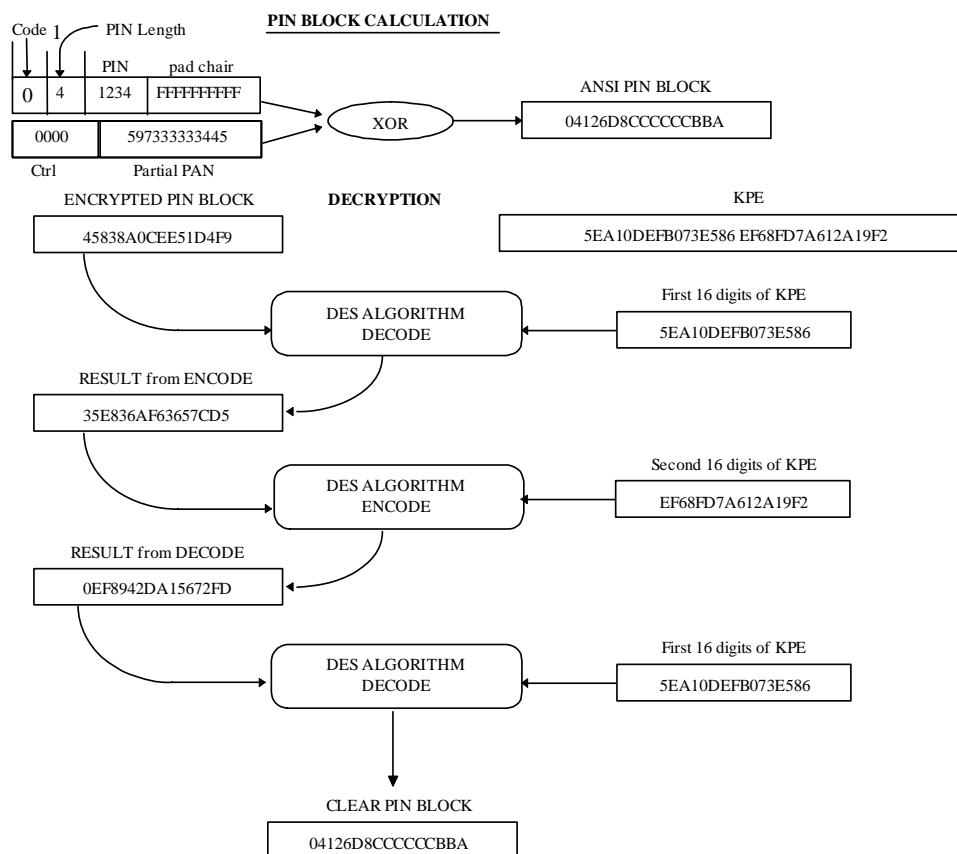 PIN BLOCK CALCULATION
Code 1 PIN Length
PIN pad chair
0 4 1234 FFFFFFFFFF
0000 597333333445
Ctrl Partial PAN
XOR
ANSI PIN BLOCK
04126D8CCCCCCBBA
ENCRYPTED PIN BLOCK
45838A0CEE51D4F9
DECRYPTION
KPE
5EA10DEFB073E586 EF68FD7A612A19F2
DES ALGORITHM
DECODE
First 16 digits of KPE
5EA10DEFB073E586
RESULT from ENCODE
35E836AF63657CD5
DES ALGORITHM
ENCODE
Second 16 digits of KPE
EF68FD7A612A19F2
RESULT from DECODE
0EF8942DA15672FD
DES ALGORITHM
DECODE
First 16 digits of KPE
5EA10DEFB073E586
CLEAR PIN BLOCK
04126D8CCCCCCBBA